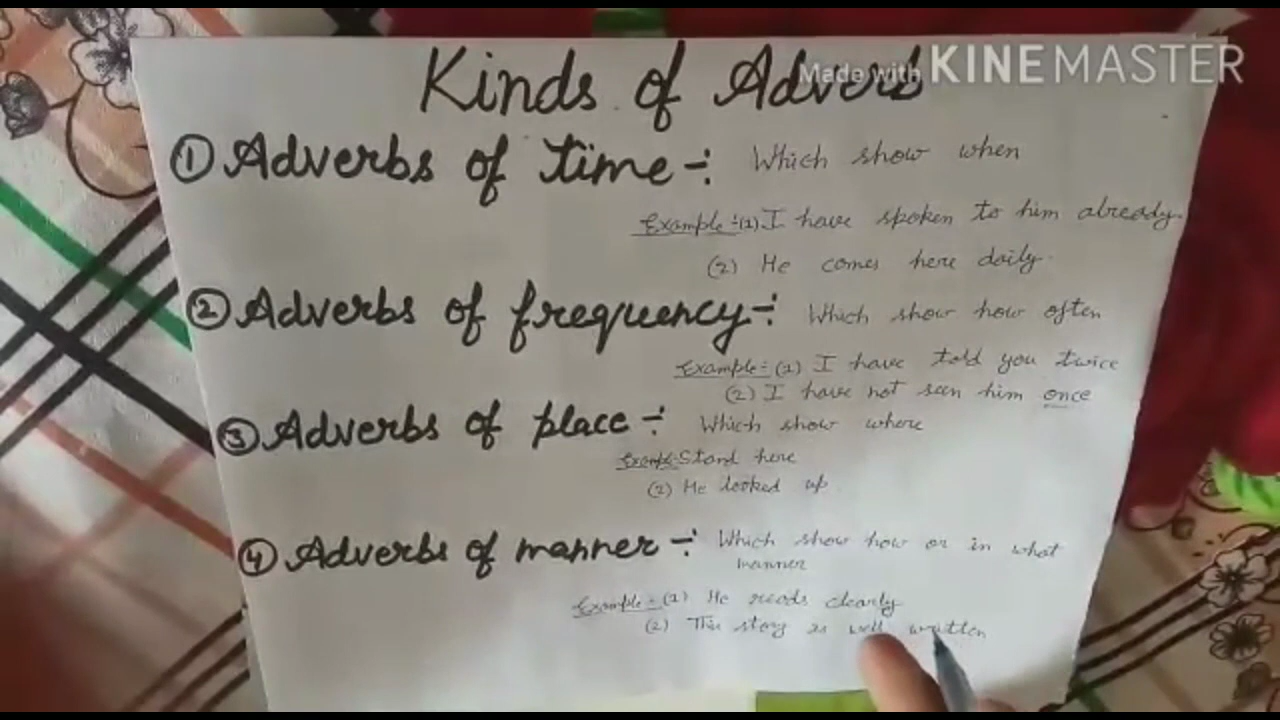 Kinds of Adverb
Made with KINEMASTER
① Adverbs of time -: Which show when
Example -: (1) I have spoken to him already.
(2) He comes here daily.
② Adverbs of frequency -: Which show how often
Example -: (1) I have told you twice
(2) I have not seen him once
③ Adverbs of place -: Which show where
Example Stand here
(2) He looked up
④ Adverbs of manner -: Which show how or in what
manner
Example -: (1) He reads clearly
(2) This story is well written